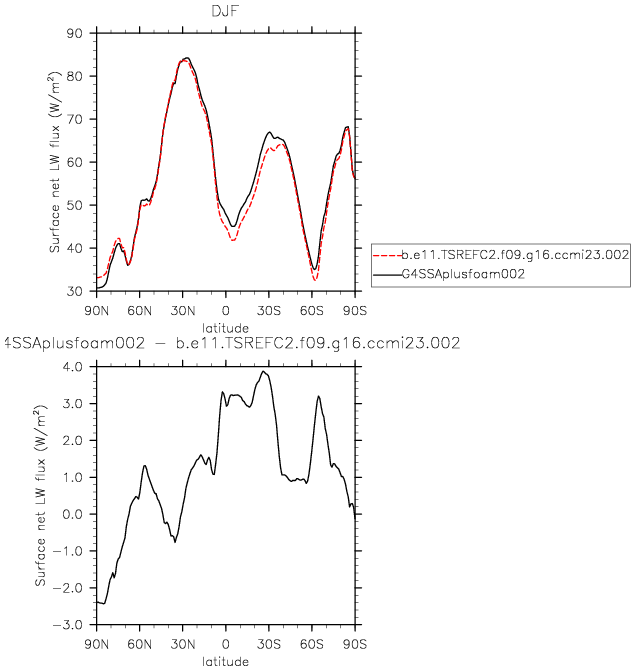 DJF
90
80
70
60
50
40
30
Surface net LW flux (W/m²)
90N 60N 30N 0 30S 60S 90S
latitude
b.e11.TSREFC2.f09.g16.ccmi23.002
G4SSAplusfoam002
4SSAplusfoam002 – b.e11.TSREFC2.f09.g16.ccmi23.002
4.0
3.0
2.0
1.0
0.0
−1.0
−2.0
−3.0
Surface net LW flux (W/m²)
90N 60N 30N 0 30S 60S 90S
latitude